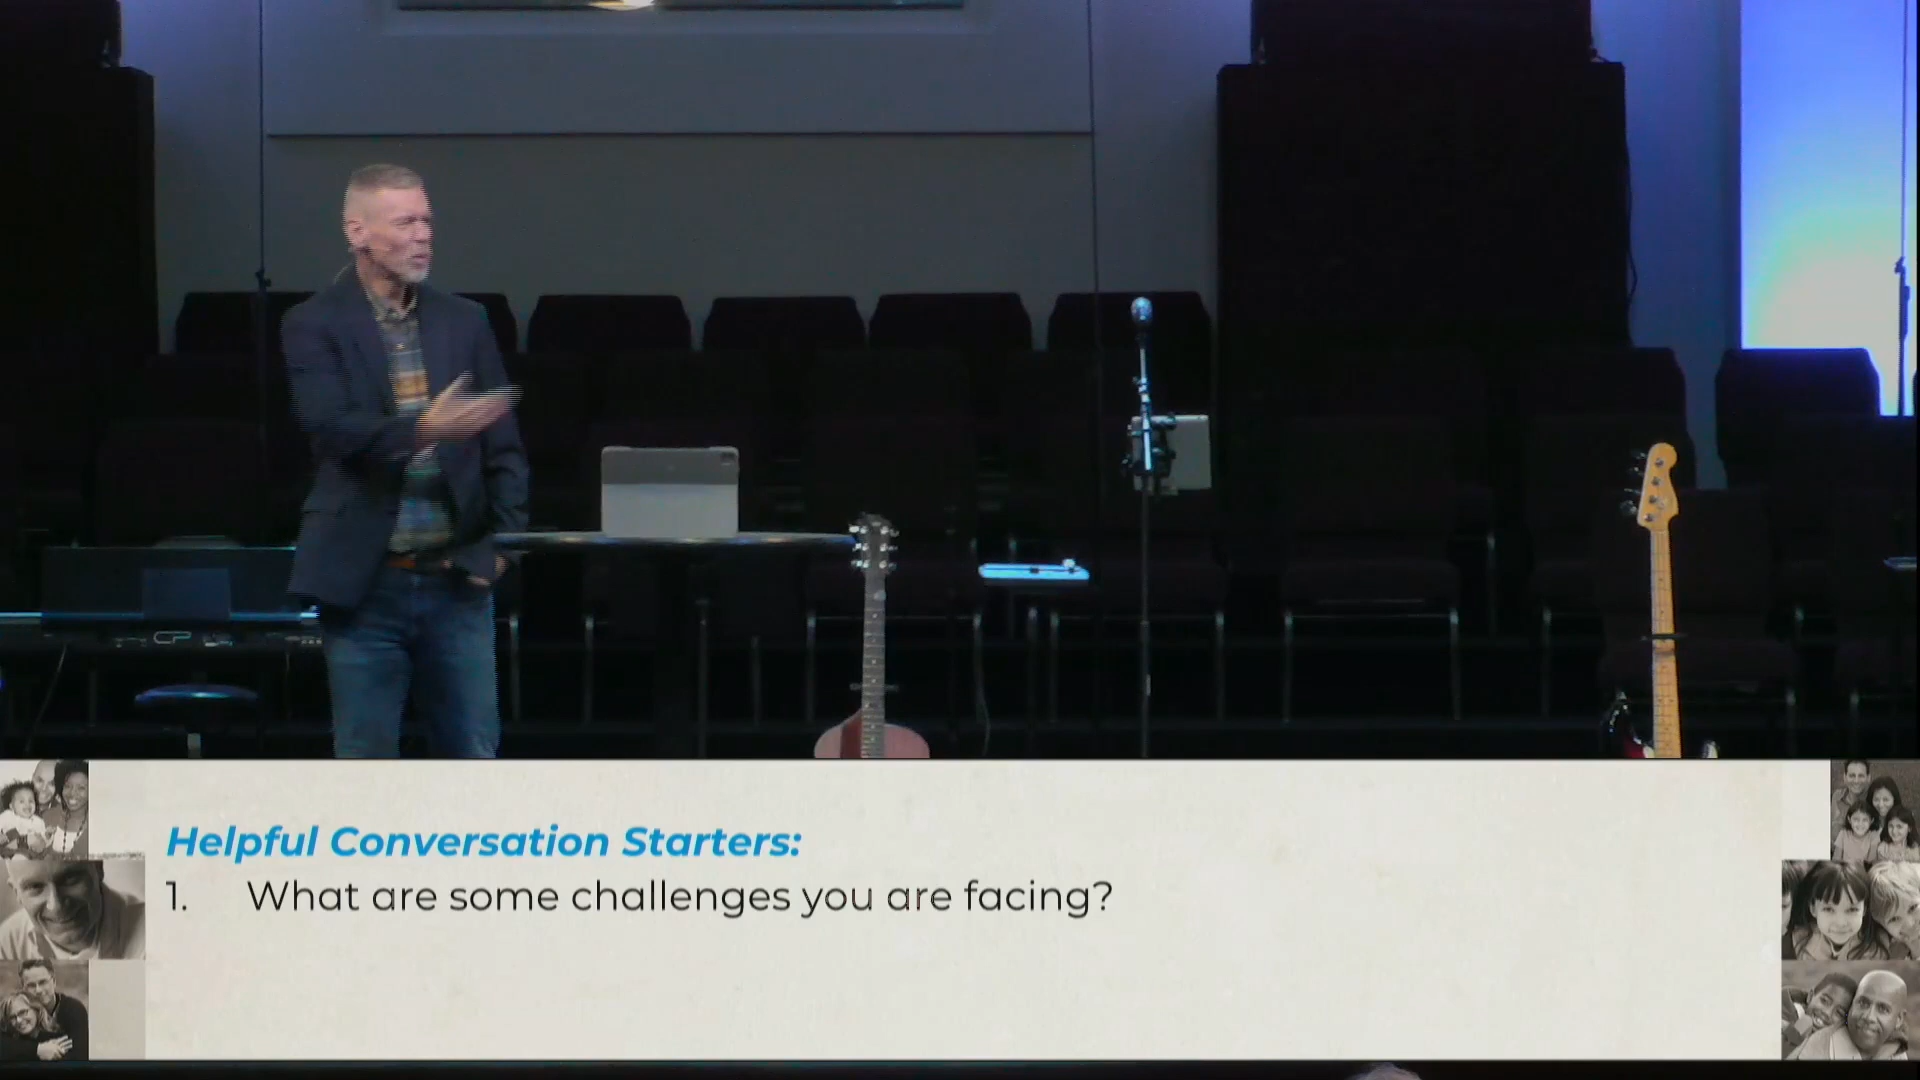 Helpful Conversation Starters:
1. What are some challenges you are facing?